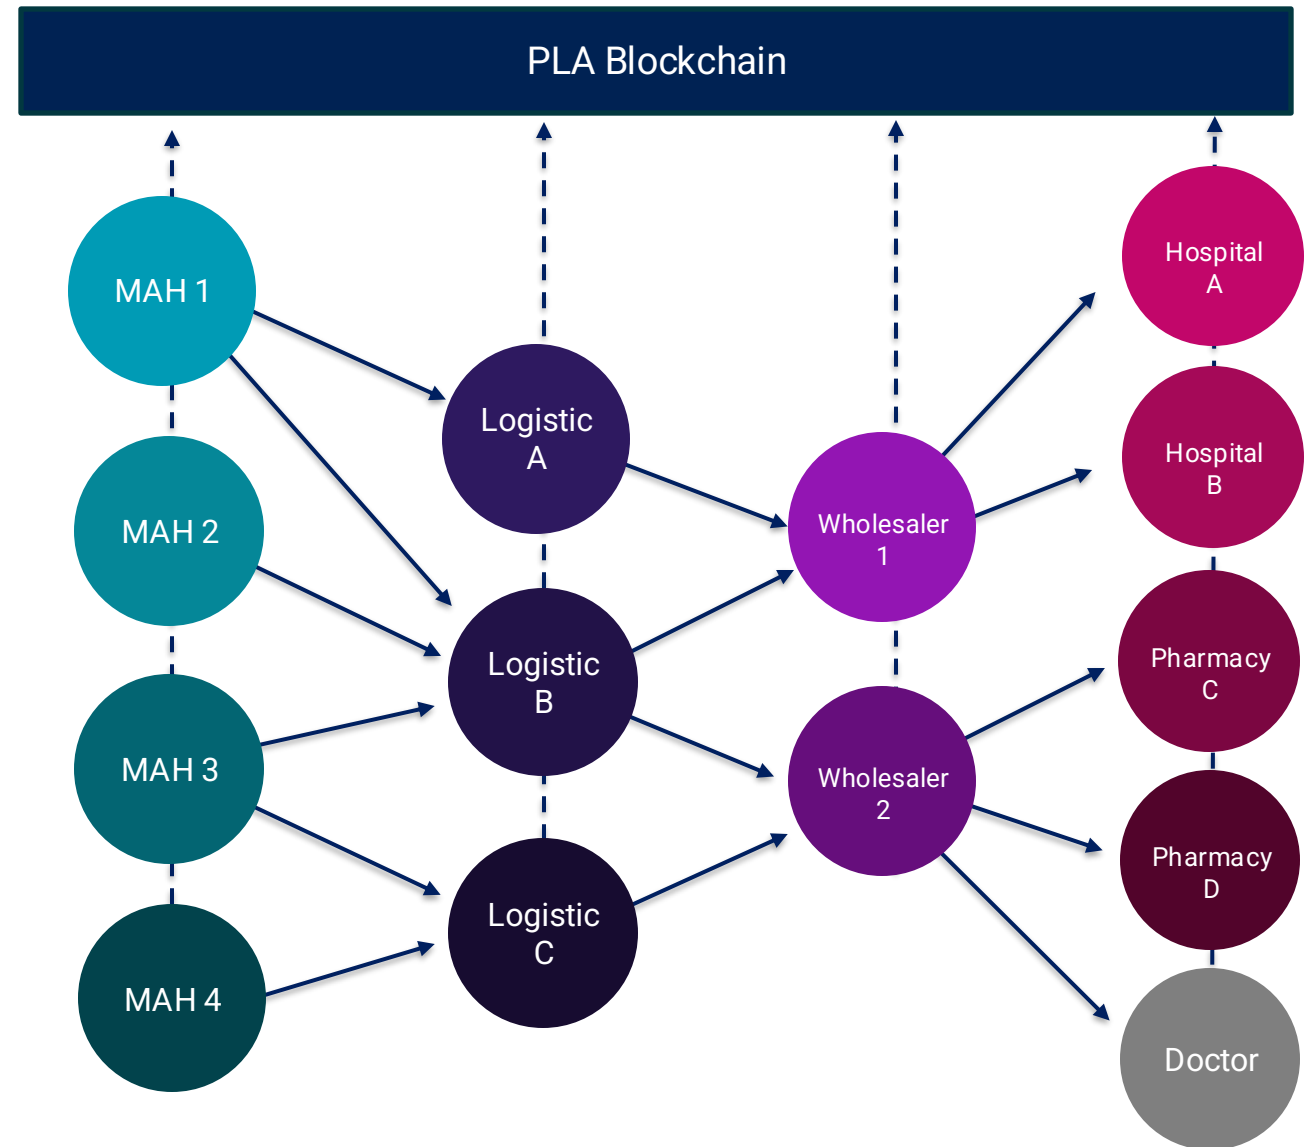 PLA Blockchain
MAH 1
MAH 2
MAH 3
MAH 4
Logistic
A
Logistic
B
Logistic
C
Wholesaler
1
Wholesaler
2
Hospital
A
Hospital
B
Pharmacy
C
Pharmacy
D
Doctor